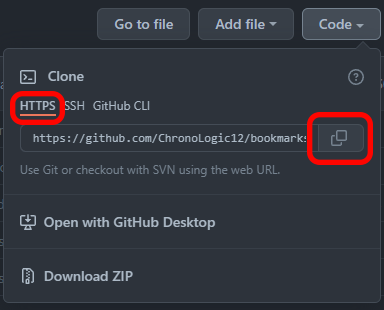 Go to file Add file Code
Clone
HTTPS SSH GitHub CLI
https://github.com/ChronoLogic12/bookmarks
Use Git or checkout with SVN using the web URL.
Open with GitHub Desktop
Download ZIP